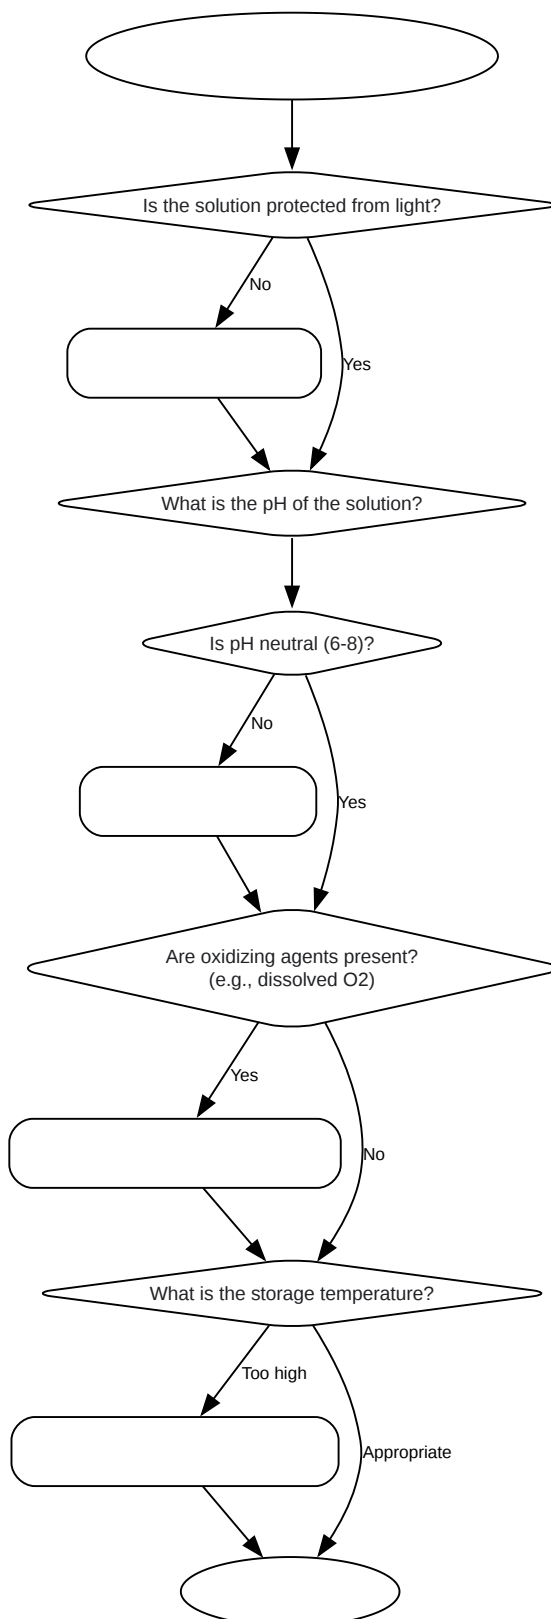 Is the solution protected from light?
No
Yes
What is the pH of the solution?
Is pH neutral (6-8)?
No
Yes
Are oxidizing agents present?
(e.g., dissolved O2)
Yes
No
What is the storage temperature?
Too high
Appropriate